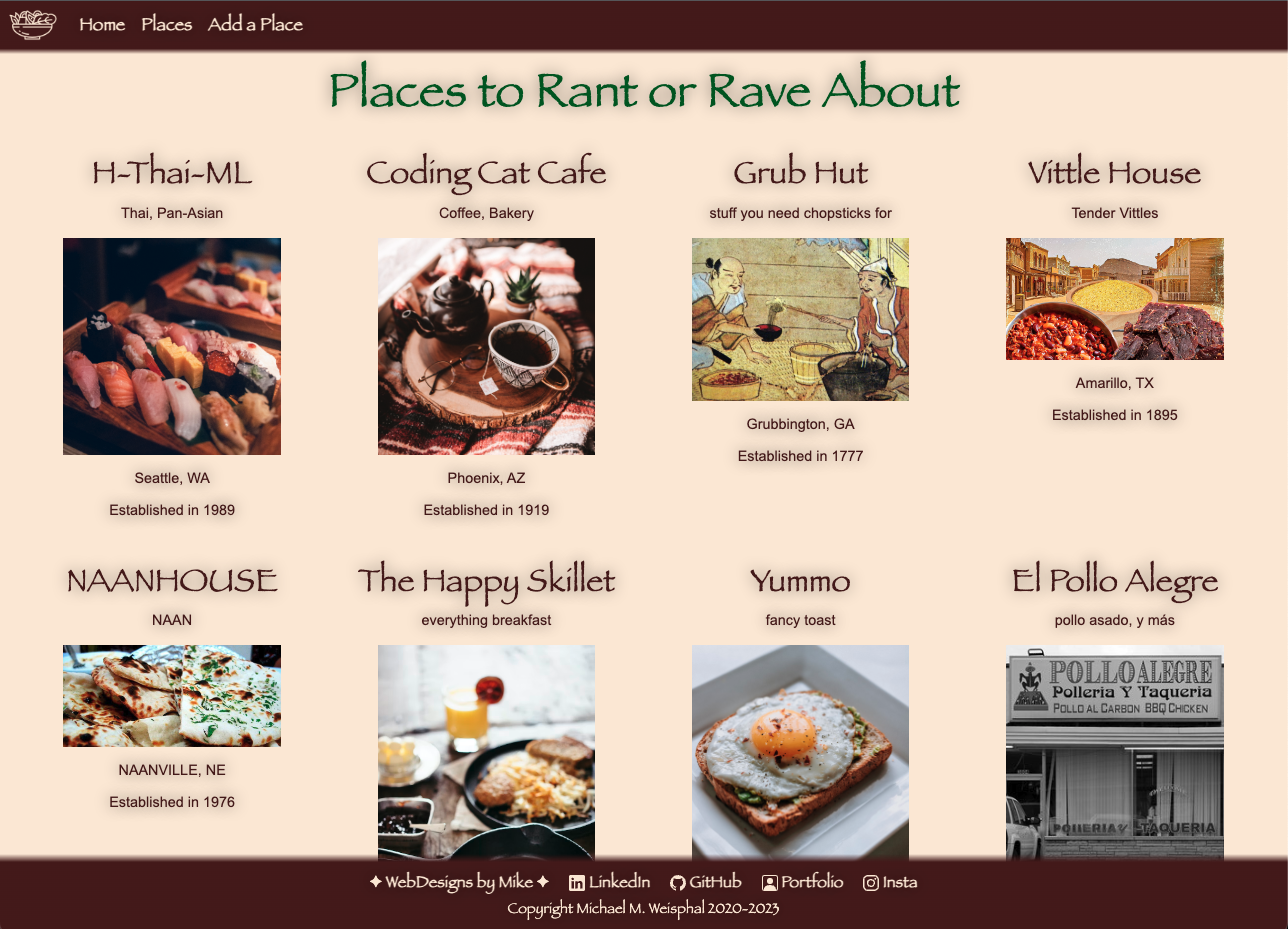 Home Places Add a Place
Places to Rant or Rave About
H-Thai-ML
Thai, Pan-Asian
Seattle, WA
Established in 1989
Coding Cat Cafe
Coffee, Bakery
Phoenix, AZ
Established in 1919
Grub Hut
stuff you need chopsticks for
Grubbington, GA
Established in 1777
Vittle House
Tender Vittles
Amarillo, TX
Established in 1895
NAANHOUSE
NAAN
NAANVILLE, NE
Established in 1976
The Happy Skillet
everything breakfast
Yummo
fancy toast
El Pollo Alegre
pollo asado, y más
POLLO ALEGRE
Polleria Y Taqueria
POLLO AL CARBON BBQ CHICKEN
POLLERIA Y TAQUERIA
✦ WebDesigns by Mike ✦ LinkedIn GitHub Portfolio Insta
Copyright Michael M. Weisphal 2020-2023